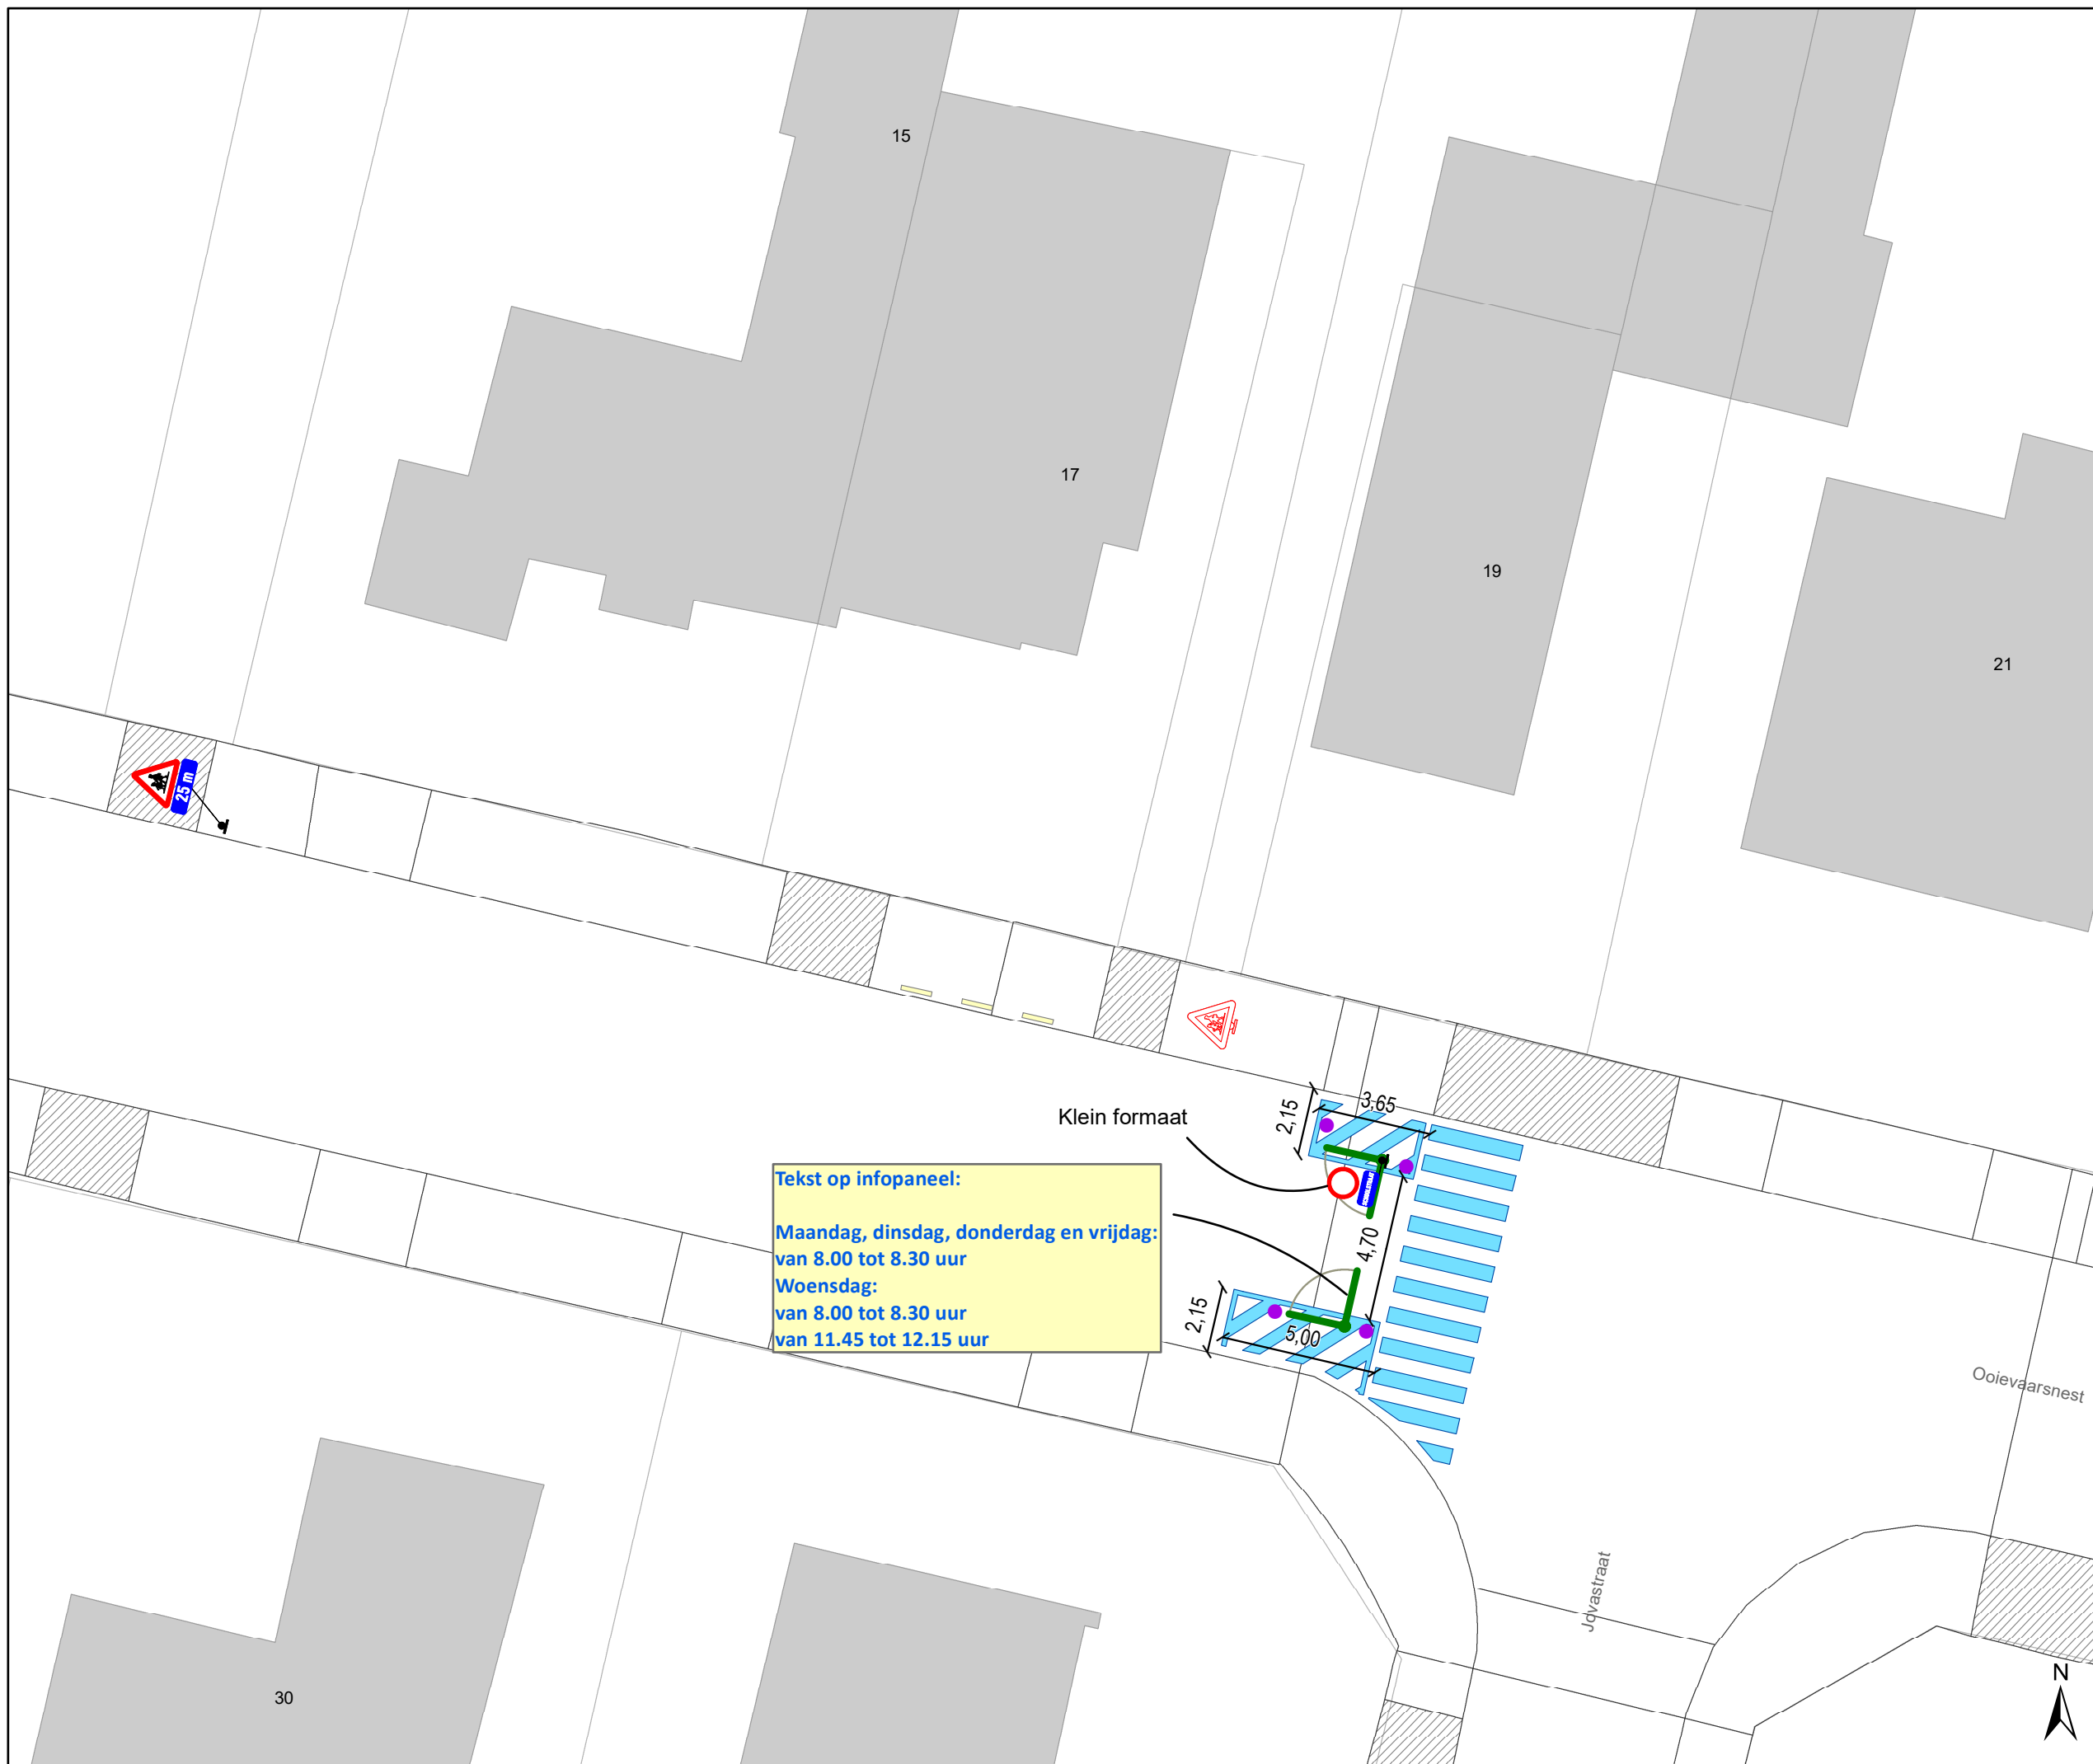 15
17
19
21
25 m
Klein formaat
2,15
3,65
Tekst op infopaneel:
Maandag, dinsdag, donderdag en vrijdag:
van 8.00 tot 8.30 uur
Woensdag:
van 8.00 tot 8.30 uur
van 11.45 tot 12.15 uur
4,70
2,15
5,00
Ooievaarsnest
Jovastraat
30
N